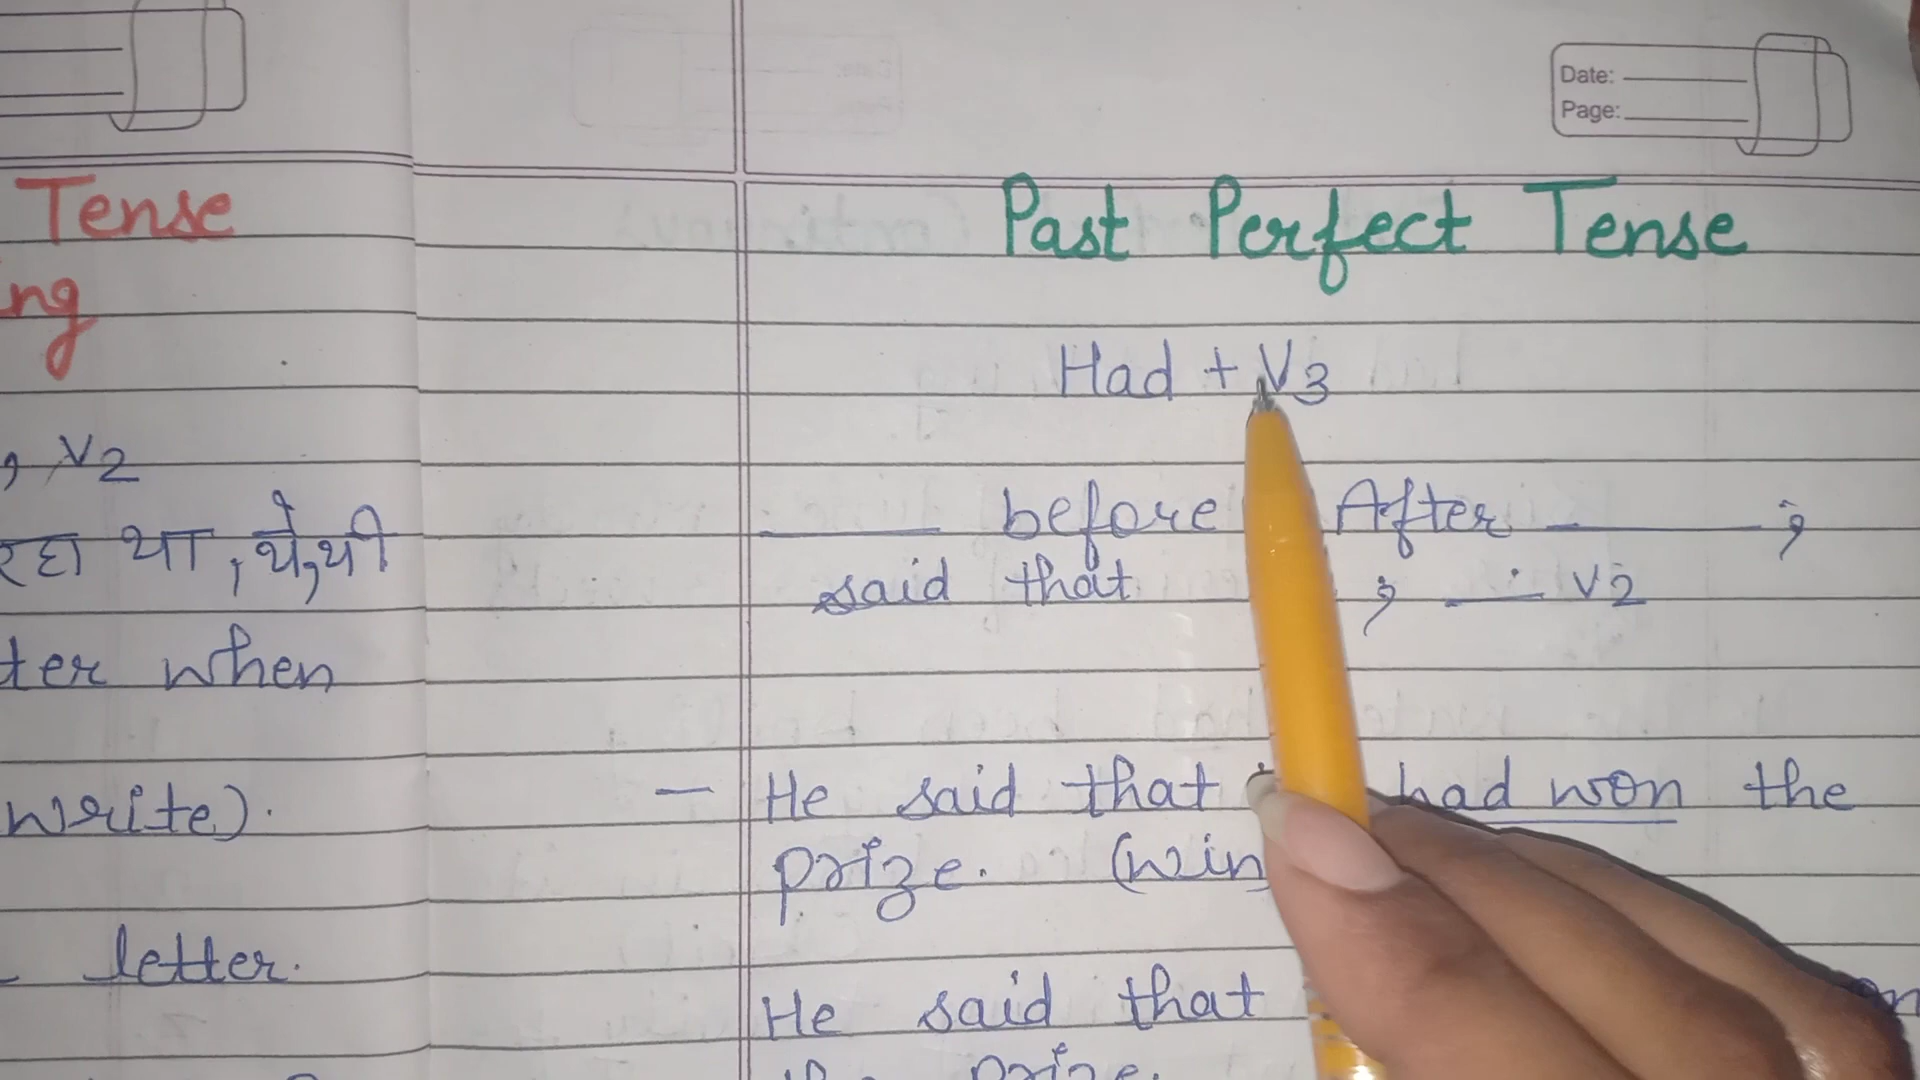 Tense
ng
, V2
रहा था, थे, थी
ter when
write).
letter.
Date:
Page:
Past Perfect Tense
Had + V3
before After ,
said that , V2
- He said that had won the
prize. (win
He said that
prize.